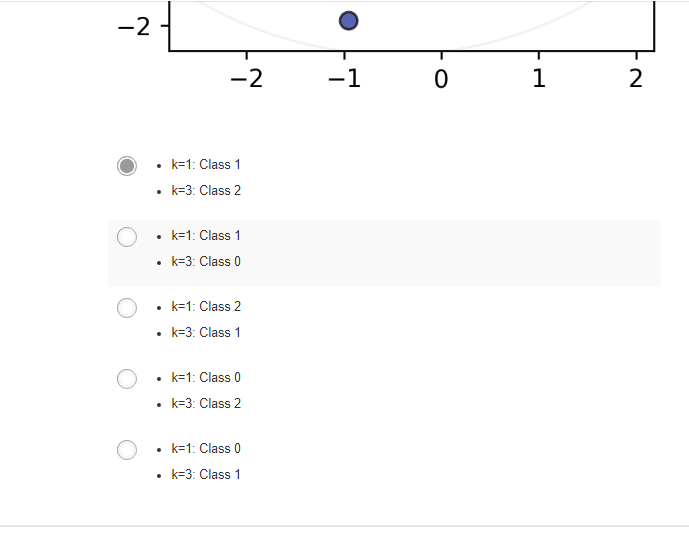 −2
−2 −1 0 1 2
• k=1: Class 1
• k=3: Class 2
• k=1: Class 1
• k=3: Class 0
• k=1: Class 2
• k=3: Class 1
• k=1: Class 0
• k=3: Class 2
• k=1: Class 0
• k=3: Class 1